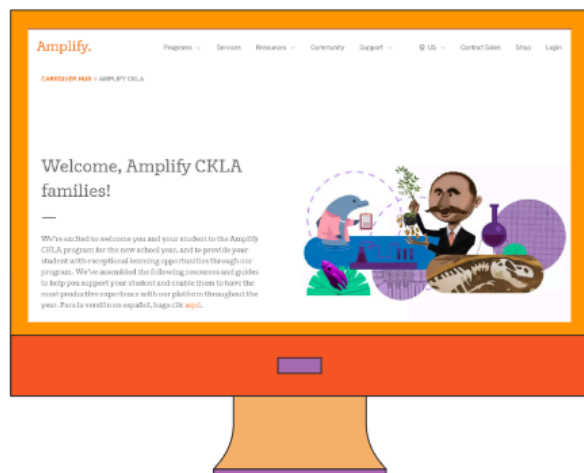 Amplify.
Programs Services Resources Community Support US Contact Sales Shop Login
CAREGIVER HUB > AMPLIFY CKLA
Welcome, Amplify CKLA
families!
We're excited to welcome you and your student to the Amplify
CKLA program for the new school year, and to provide your
student with exceptional learning opportunities through our
program. We've assembled the following resources and guides
to help you support your student and enable them to have the
most productive experience with our platform throughout the
year. Para la versión en español, haga clic aquí.